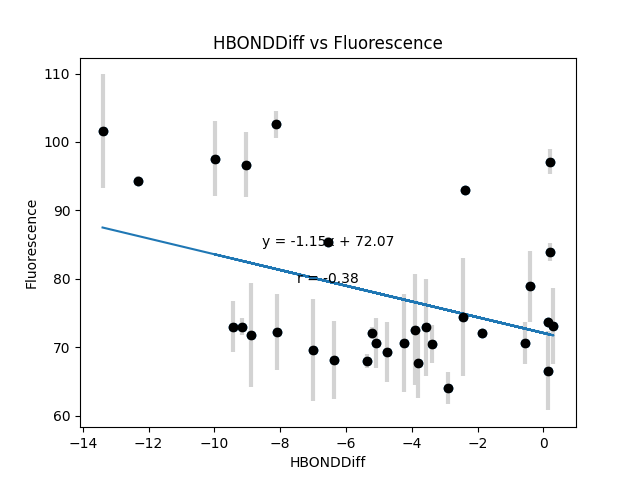 HBONDDiff vs Fluorescence
110
100
90
80
70
60
Fluorescence
y = -1.15x + 72.07
r = -0.38
−14 −12 −10 −8 −6 −4 −2 0
HBONDDiff